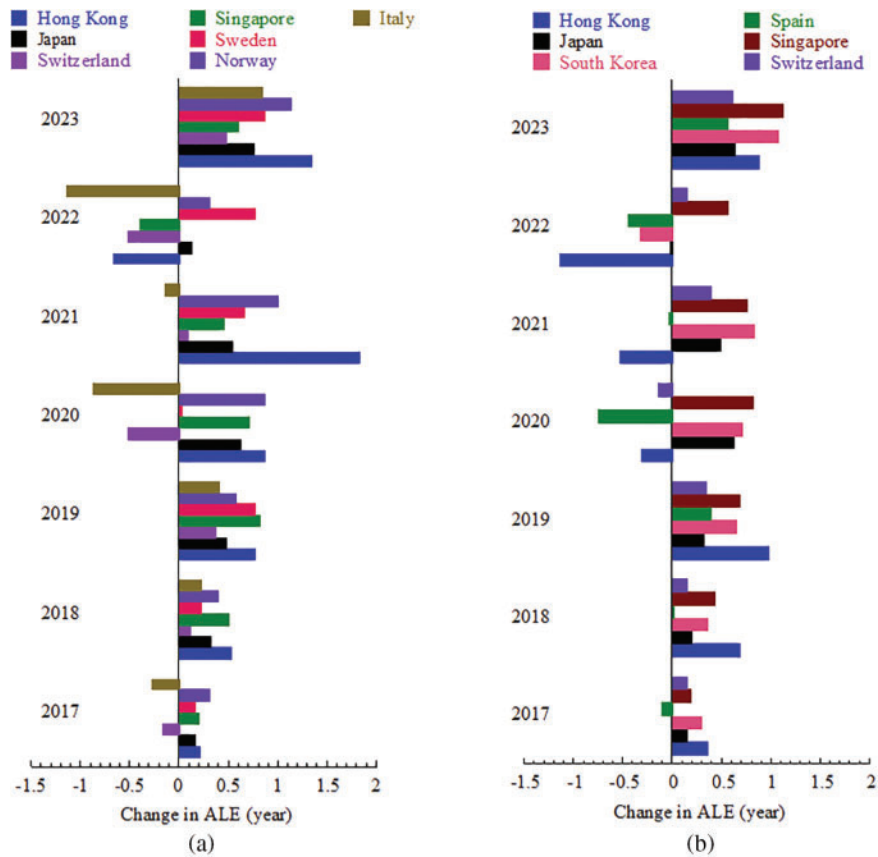 Hong Kong Singapore Italy
Japan Sweden
Switzerland Norway
2023
2022
2021
2020
2019
2018
2017
-1.5 -1 -0.5 0 0.5 1 1.5 2
Change in ALE (year)
(a)
Hong Kong Spain
Japan Singapore
South Korea Switzerland
2023
2022
2021
2020
2019
2018
2017
-1.5 -1 -0.5 0 0.5 1 1.5 2
Change in ALE (year)
(b)